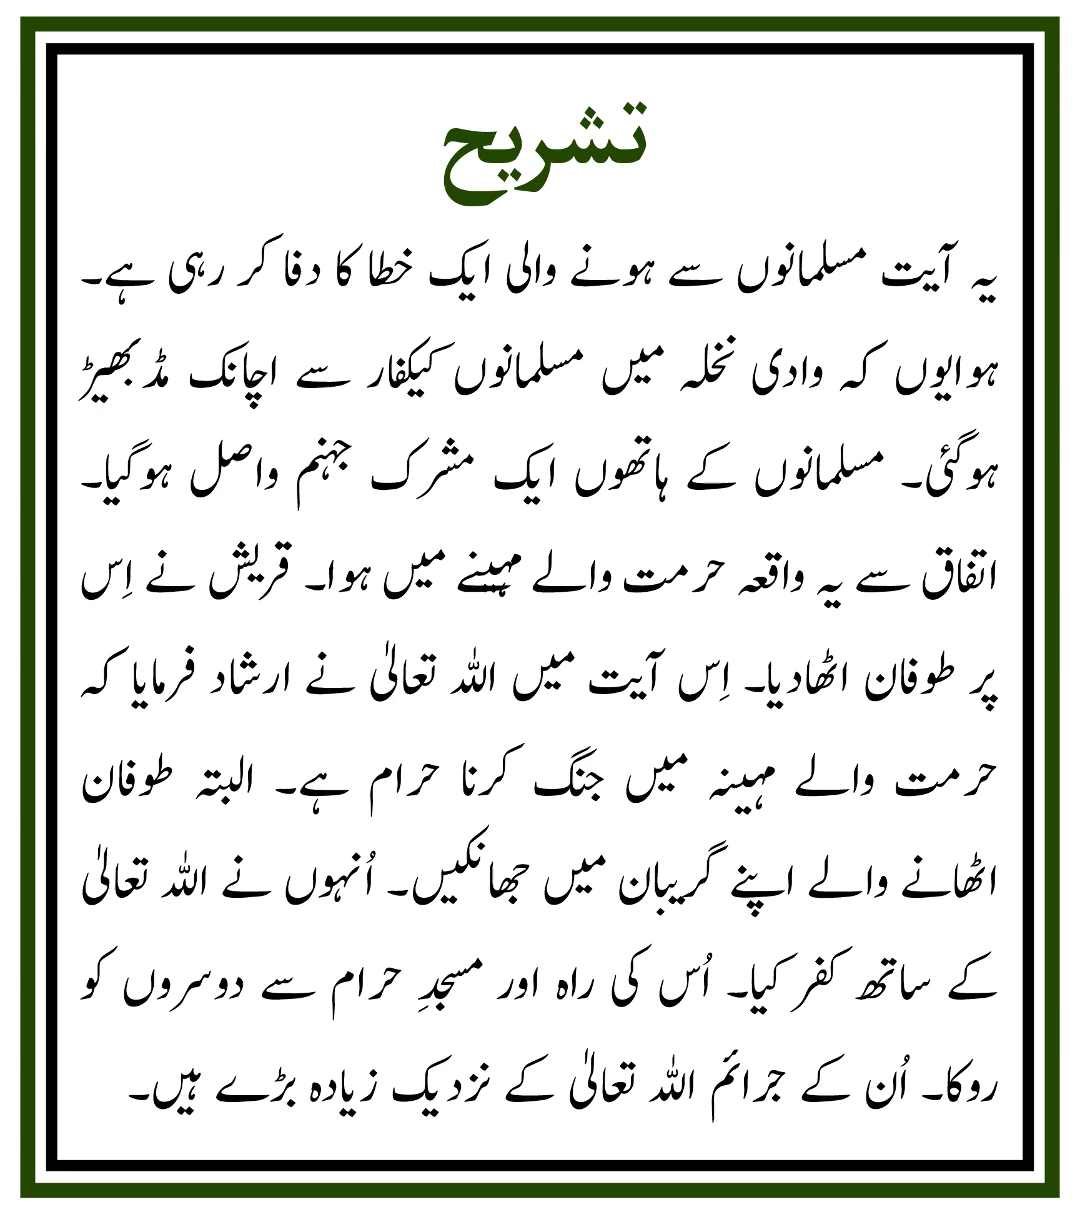 تشریح
یہ آیت مسلمانوں سے ہونے والی ایک خطا کا دفا کر رہی ہے۔
ہوایوں کہ وادی نخلہ میں مسلمانوں کیکفار سے اچانک مڈبھیڑ
ہوگئی۔ مسلمانوں کے ہاتھوں ایک مشرک جہنم واصل ہوگیا۔
اتفاق سے یہ واقعہ حرمت والے مہینے میں ہوا۔ قریش نے اِس
پر طوفان اٹھادیا۔ اِس آیت میں اللہ تعالیٰ نے ارشاد فرمایا کہ
حرمت والے مہینہ میں جنگ کرنا حرام ہے۔ البتہ طوفان
اٹھانے والے اپنے گریبان میں جھانکیں۔ اُنہوں نے اللہ تعالیٰ
کے ساتھ کفر کیا۔ اُس کی راہ اور مسجدِ حرام سے دوسروں کو
روکا۔ اُن کے جرائم اللہ تعالیٰ کے نزدیک زیادہ بڑے ہیں۔